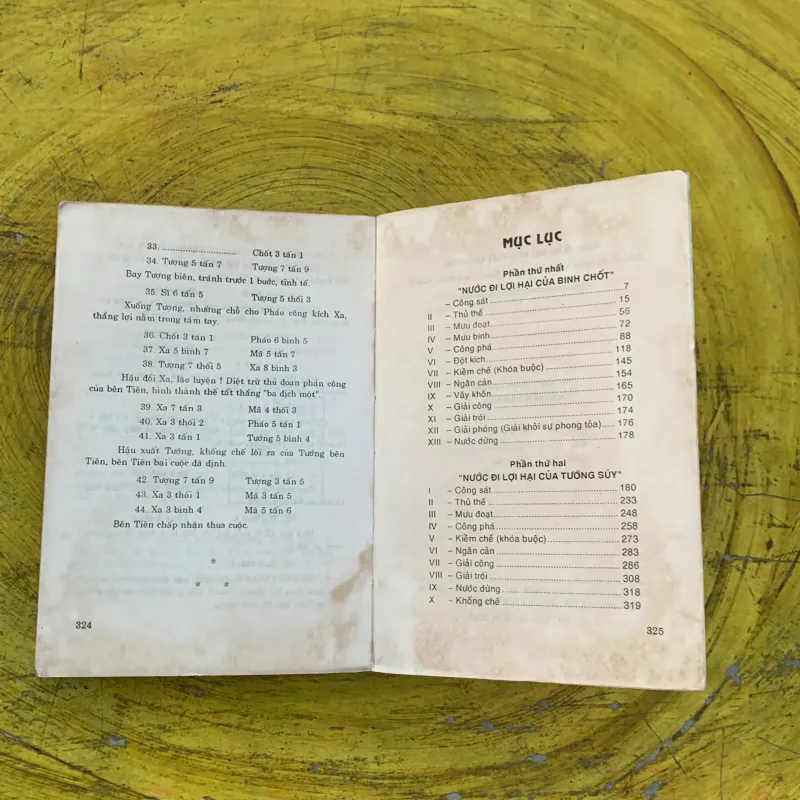 33. ............................ Chốt 3 tấn 1
34. Tượng 5 tấn 7 Tượng 7 tấn 9
Bay Tượng biên, tránh trước 1 bước, tinh tế.
35. Sĩ 6 tấn 5 Tượng 5 thối 3
Xuống Tượng, nhường chỗ cho Pháo công kích Xa,
thắng lợi nằm trong tầm tay.
36. Chốt 3 tấn 1 Pháo 6 bình 5
37. Xa 5 bình 7 Mã 5 tấn 7
38. Tượng 7 thối 5 Xa 8 bình 3
Hậu đổi Xa, lão luyện ! Diệt trừ thủ đoạn phản công
của bên Tiên, hình thành thế tất thắng "ba địch một".
39. Xa 7 tấn 3 Mã 4 thối 3
40. Xa 3 thối 2 Pháo 5 tấn 1
41. Xa 3 tấn 1 Tướng 5 bình 4
Hậu xuất Tướng, khống chế lối ra của Tướng bên
Tiên, bên Tiên bại cuộc đã định.
42. Tượng 7 tấn 9 Tượng 3 tấn 5
43. Xa 3 thối 1 Mã 3 tấn 5
44. Xa 3 bình 4 Mã 5 tấn 6
Bên Tiên chấp nhận thua cuộc.
*
* *
324
MỤC LỤC
Phần thứ nhất
"NƯỚC ĐI LỢI HẠI CỦA BINH CHỐT"
– Công sát 7
II – Thủ thế 15
III – Mưu đoạt 56
IV – Mưu binh 72
V – Công phá 88
VI – Đột kích 118
VII – Kiềm chế (Khóa buộc) 145
VIII – Ngăn cản 154
IX – Vây khốn 165
X – Giải công 170
XI – Giải trói 174
XII – Giải phóng (Giải khỏi sự phong tỏa) 176
XIII – Nước dừng 178
Phần thứ hai
"NƯỚC ĐI LỢI HẠI CỦA TƯỚNG SÚY"
I – Công sát 180
II – Thủ thế 233
III – Mưu đoạt 248
IV – Công phá 258
V – Kiềm chế (khóa buộc) 273
VI – Ngăn cản 283
VII – Giải công 286
VIII – Giải trói 308
IX – Nước dừng 318
X – Khống chế 319
325